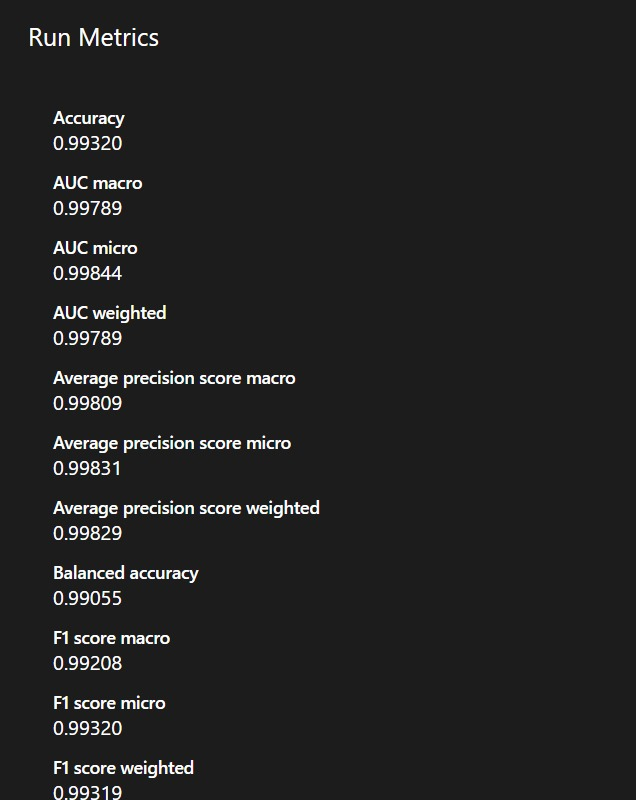 Run Metrics
Accuracy
0.99320
AUC macro
0.99789
AUC micro
0.99844
AUC weighted
0.99789
Average precision score macro
0.99809
Average precision score micro
0.99831
Average precision score weighted
0.99829
Balanced accuracy
0.99055
F1 score macro
0.99208
F1 score micro
0.99320
F1 score weighted
0.99319